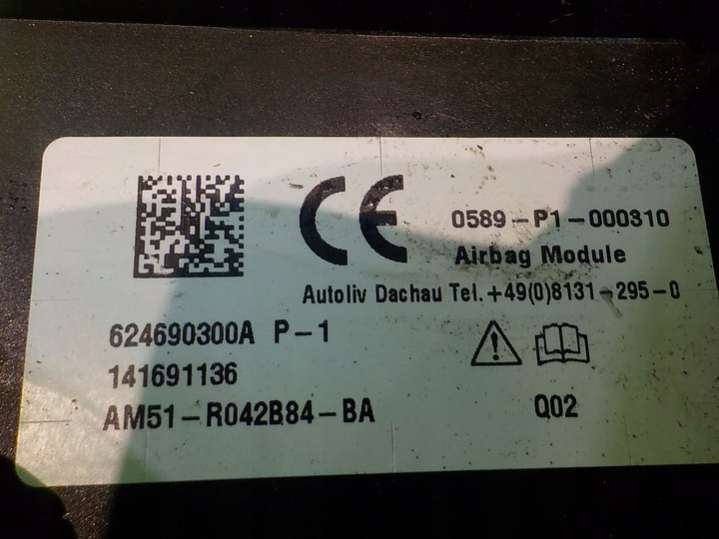 CE
0589-P1-000310
Airbag Module
Autoliv Dachau Tel.+49(0)8131-295-0
624690300A P-1
141691136
AM51-R042B84-BA
Q02